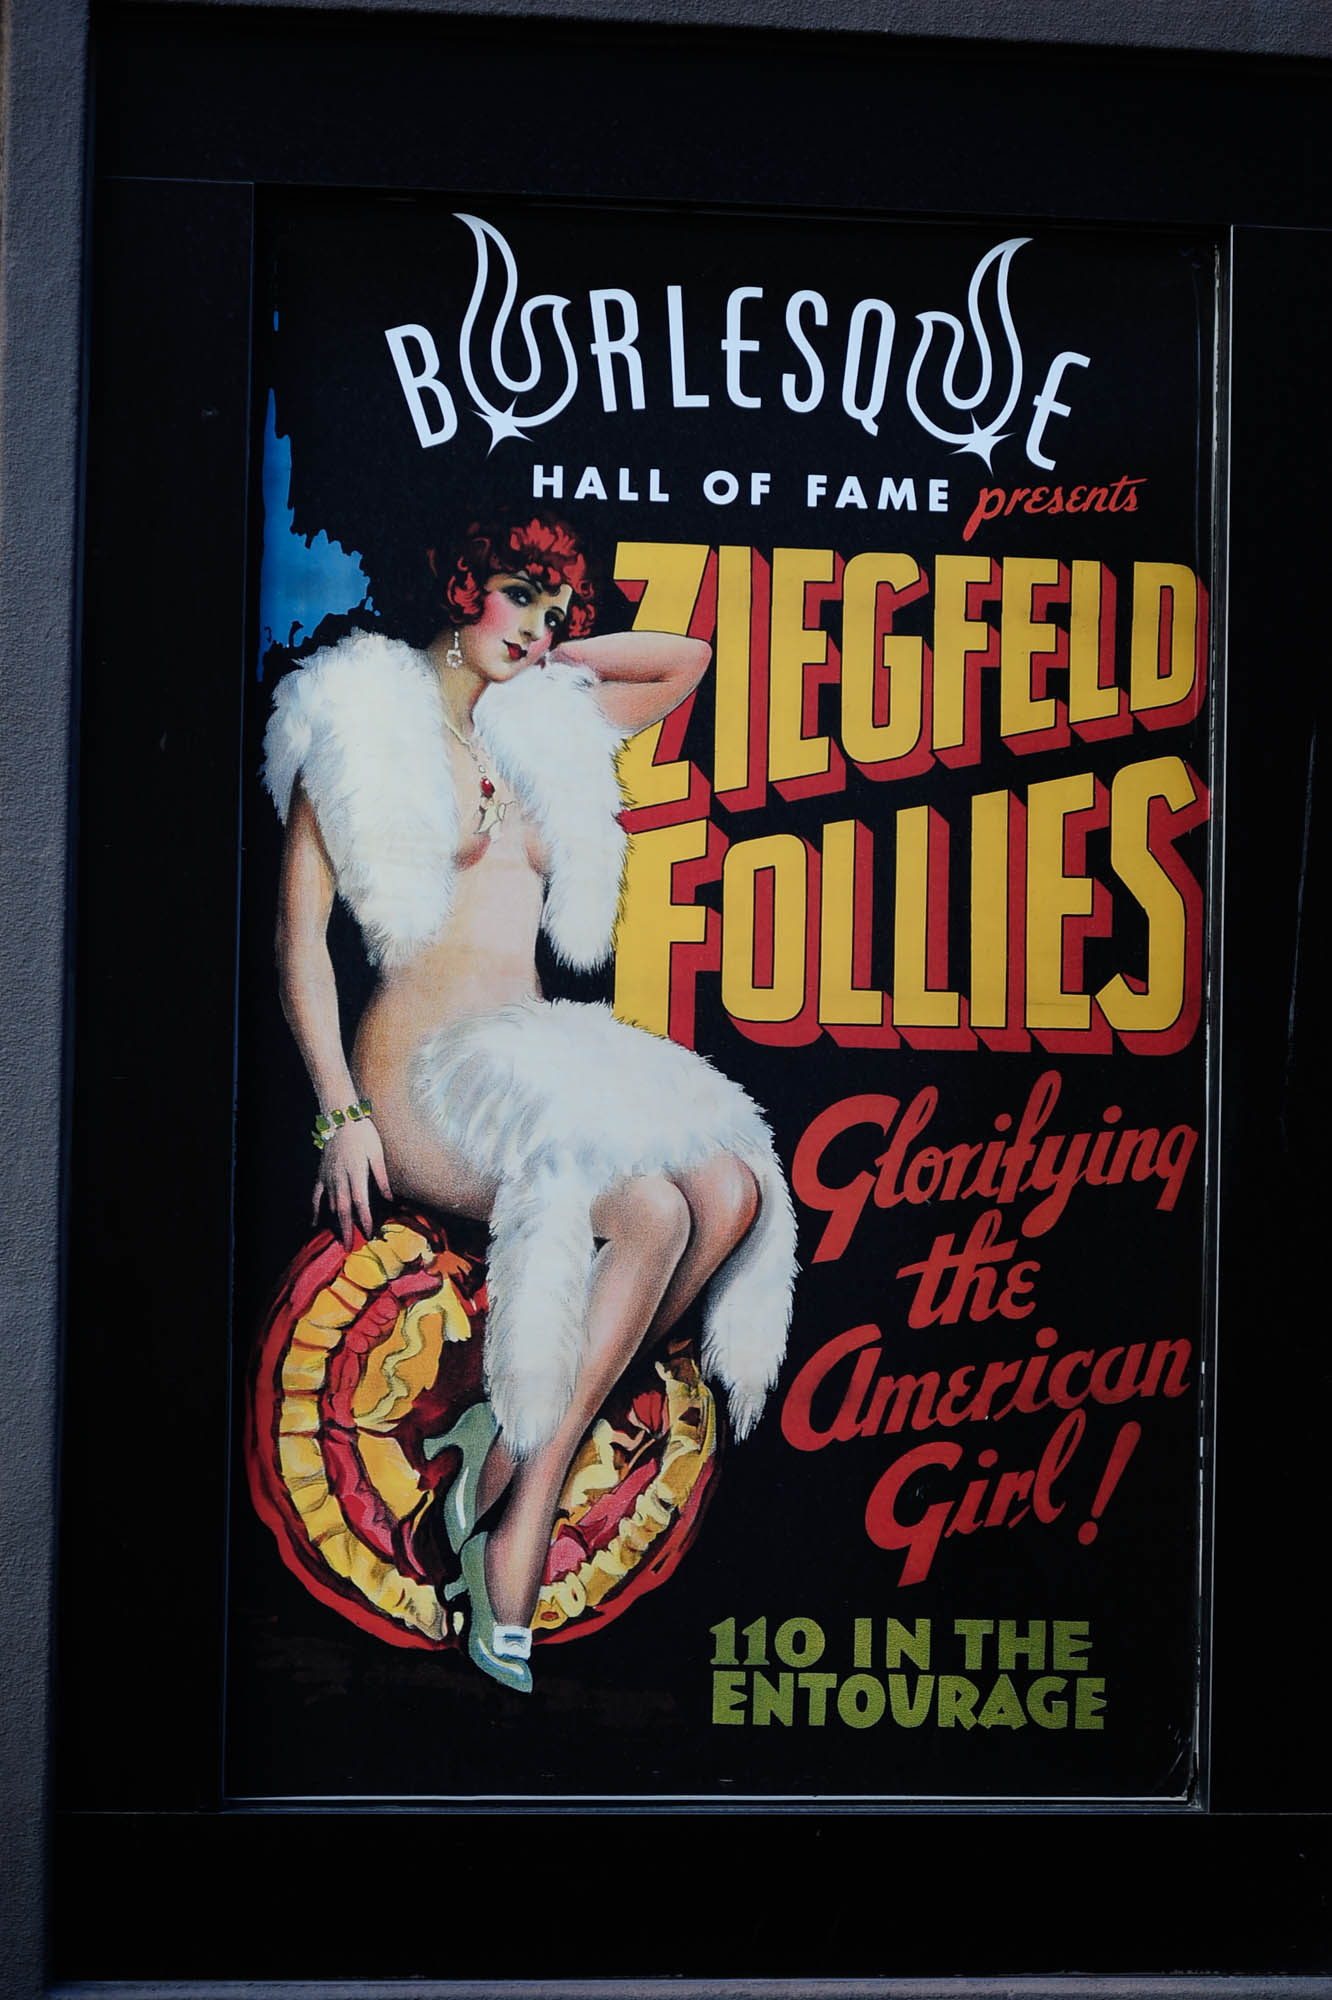 BURLESQUE
HALL OF FAME presents
ZIEGFELD
FOLLIES
Glorifying
the
American
Girl!
110 IN THE
ENTOURAGE